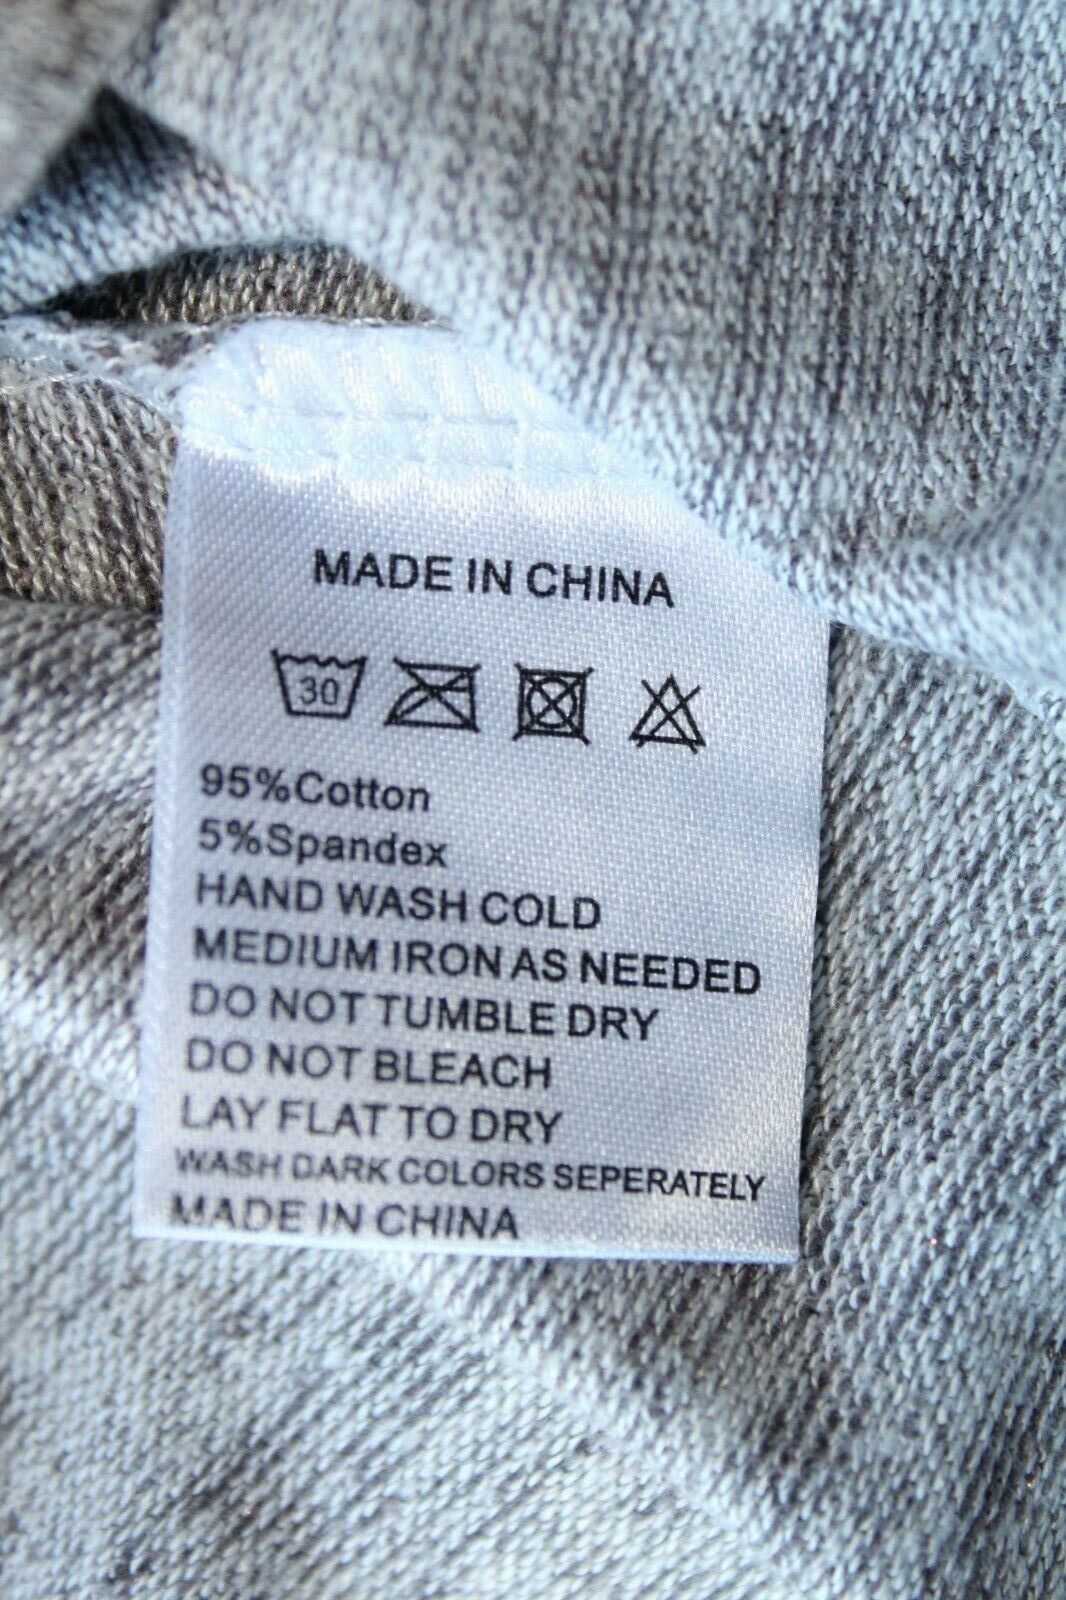 MADE IN CHINA
30
95%Cotton
5%Spandex
HAND WASH COLD
MEDIUM IRON AS NEEDED
DO NOT TUMBLE DRY
DO NOT BLEACH
LAY FLAT TO DRY
WASH DARK COLORS SEPERATELY
MADE IN CHINA